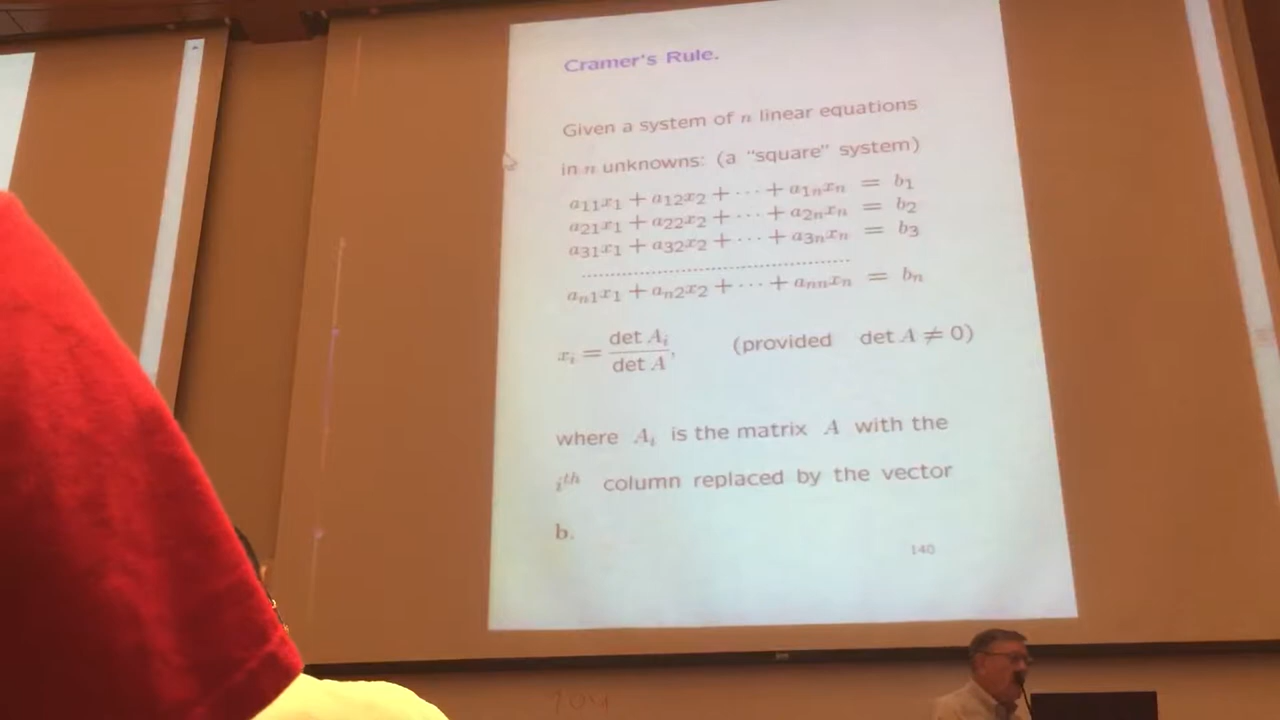 Cramer's Rule.
Given a system of n linear equations
in n unknowns: (a "square" system)
a₁₁x₁ + a₁₂x₂ + ··· + a₁ₙxₙ = b₁
a₂₁x₁ + a₂₂x₂ + ··· + a₂ₙxₙ = b₂
a₃₁x₁ + a₃₂x₂ + ··· + a₃ₙxₙ = b₃
........................................
aₙ₁x₁ + aₙ₂x₂ + ··· + aₙₙxₙ = bₙ
xᵢ = det Aᵢ / det A, (provided det A ≠ 0)
where Aᵢ is the matrix A with the
iᵗʰ column replaced by the vector
b.
140